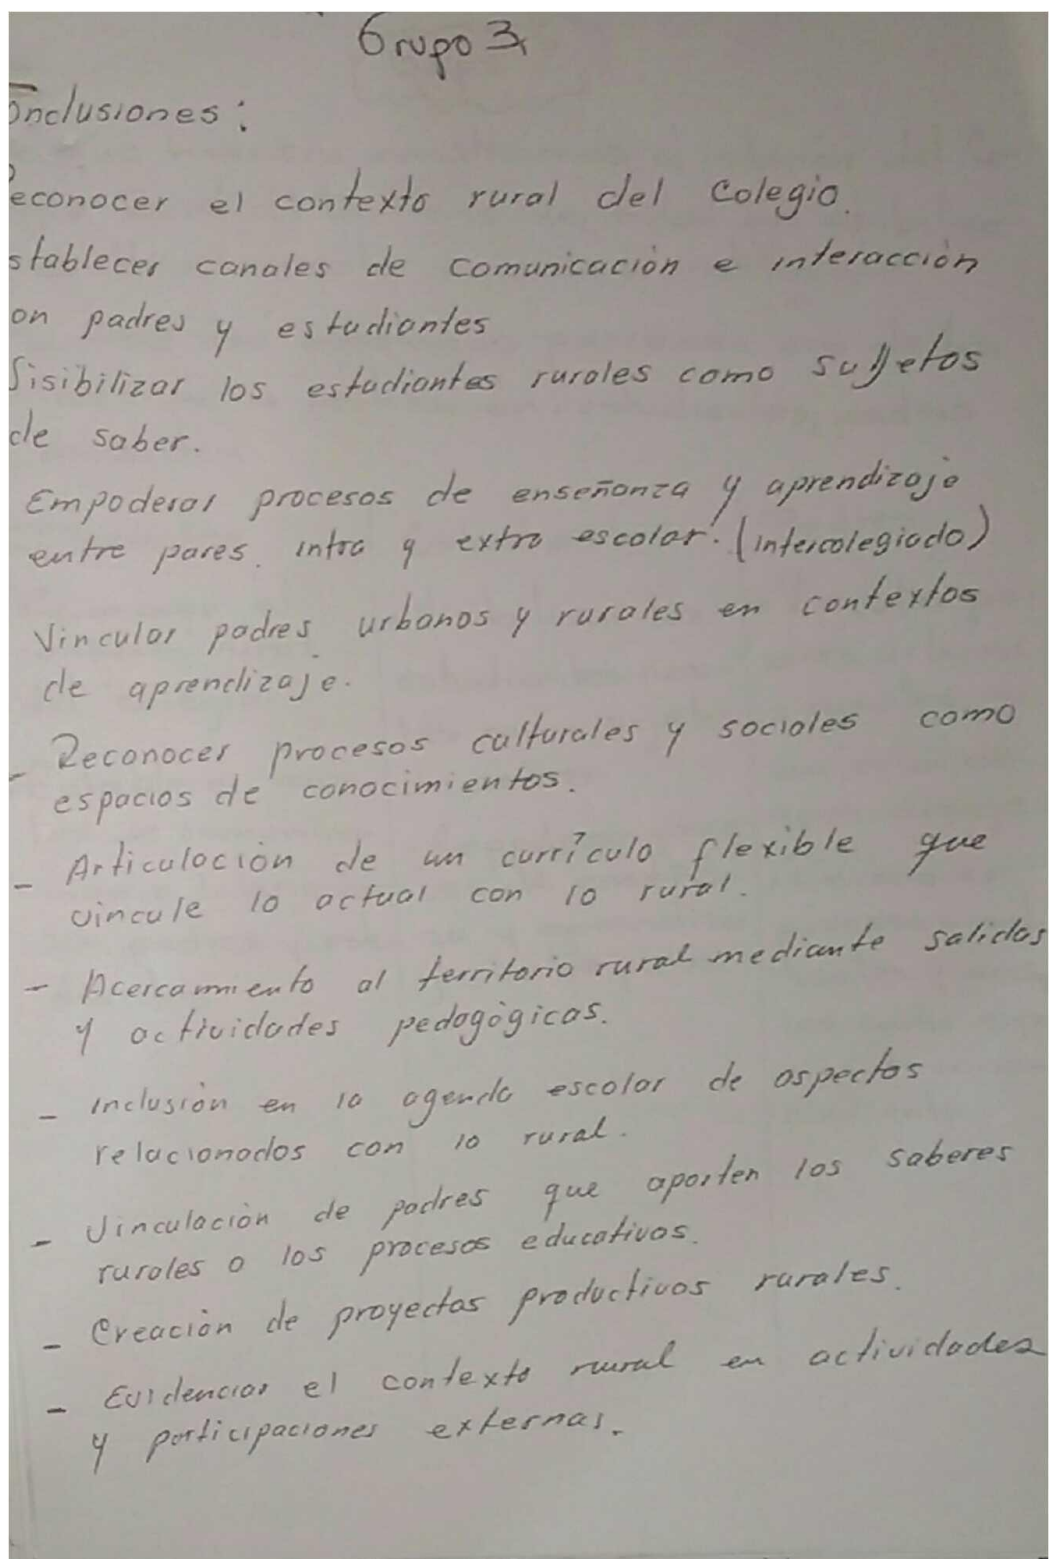 Grupo 3
onclusiones:
econocer el contexto rural del Colegio.
stablecer canales de comunicación e interacción
on padres y estudiantes
Visibilizar los estudiantes rurales como sujetos
de saber.
Empoderar procesos de enseñanza y aprendizaje
entre pares. intra y extra escolar. (intercolegiado)
Vincular padres urbanos y rurales en contextos
de aprendizaje.
- Reconocer procesos culturales y sociales como
espacios de conocimientos.
- Articulación de un currículo flexible que
vincule lo actual con lo rural.
- Acercamiento al territorio rural mediante salidas
y actividades pedagógicas.
- Inclusión en la agenda escolar de aspectos
relacionados con lo rural.
- Vinculación de padres que aporten los saberes
rurales a los procesos educativos.
- Creación de proyectos productivos rurales.
- Evidenciar el contexto rural en actividades
y participaciones externas.